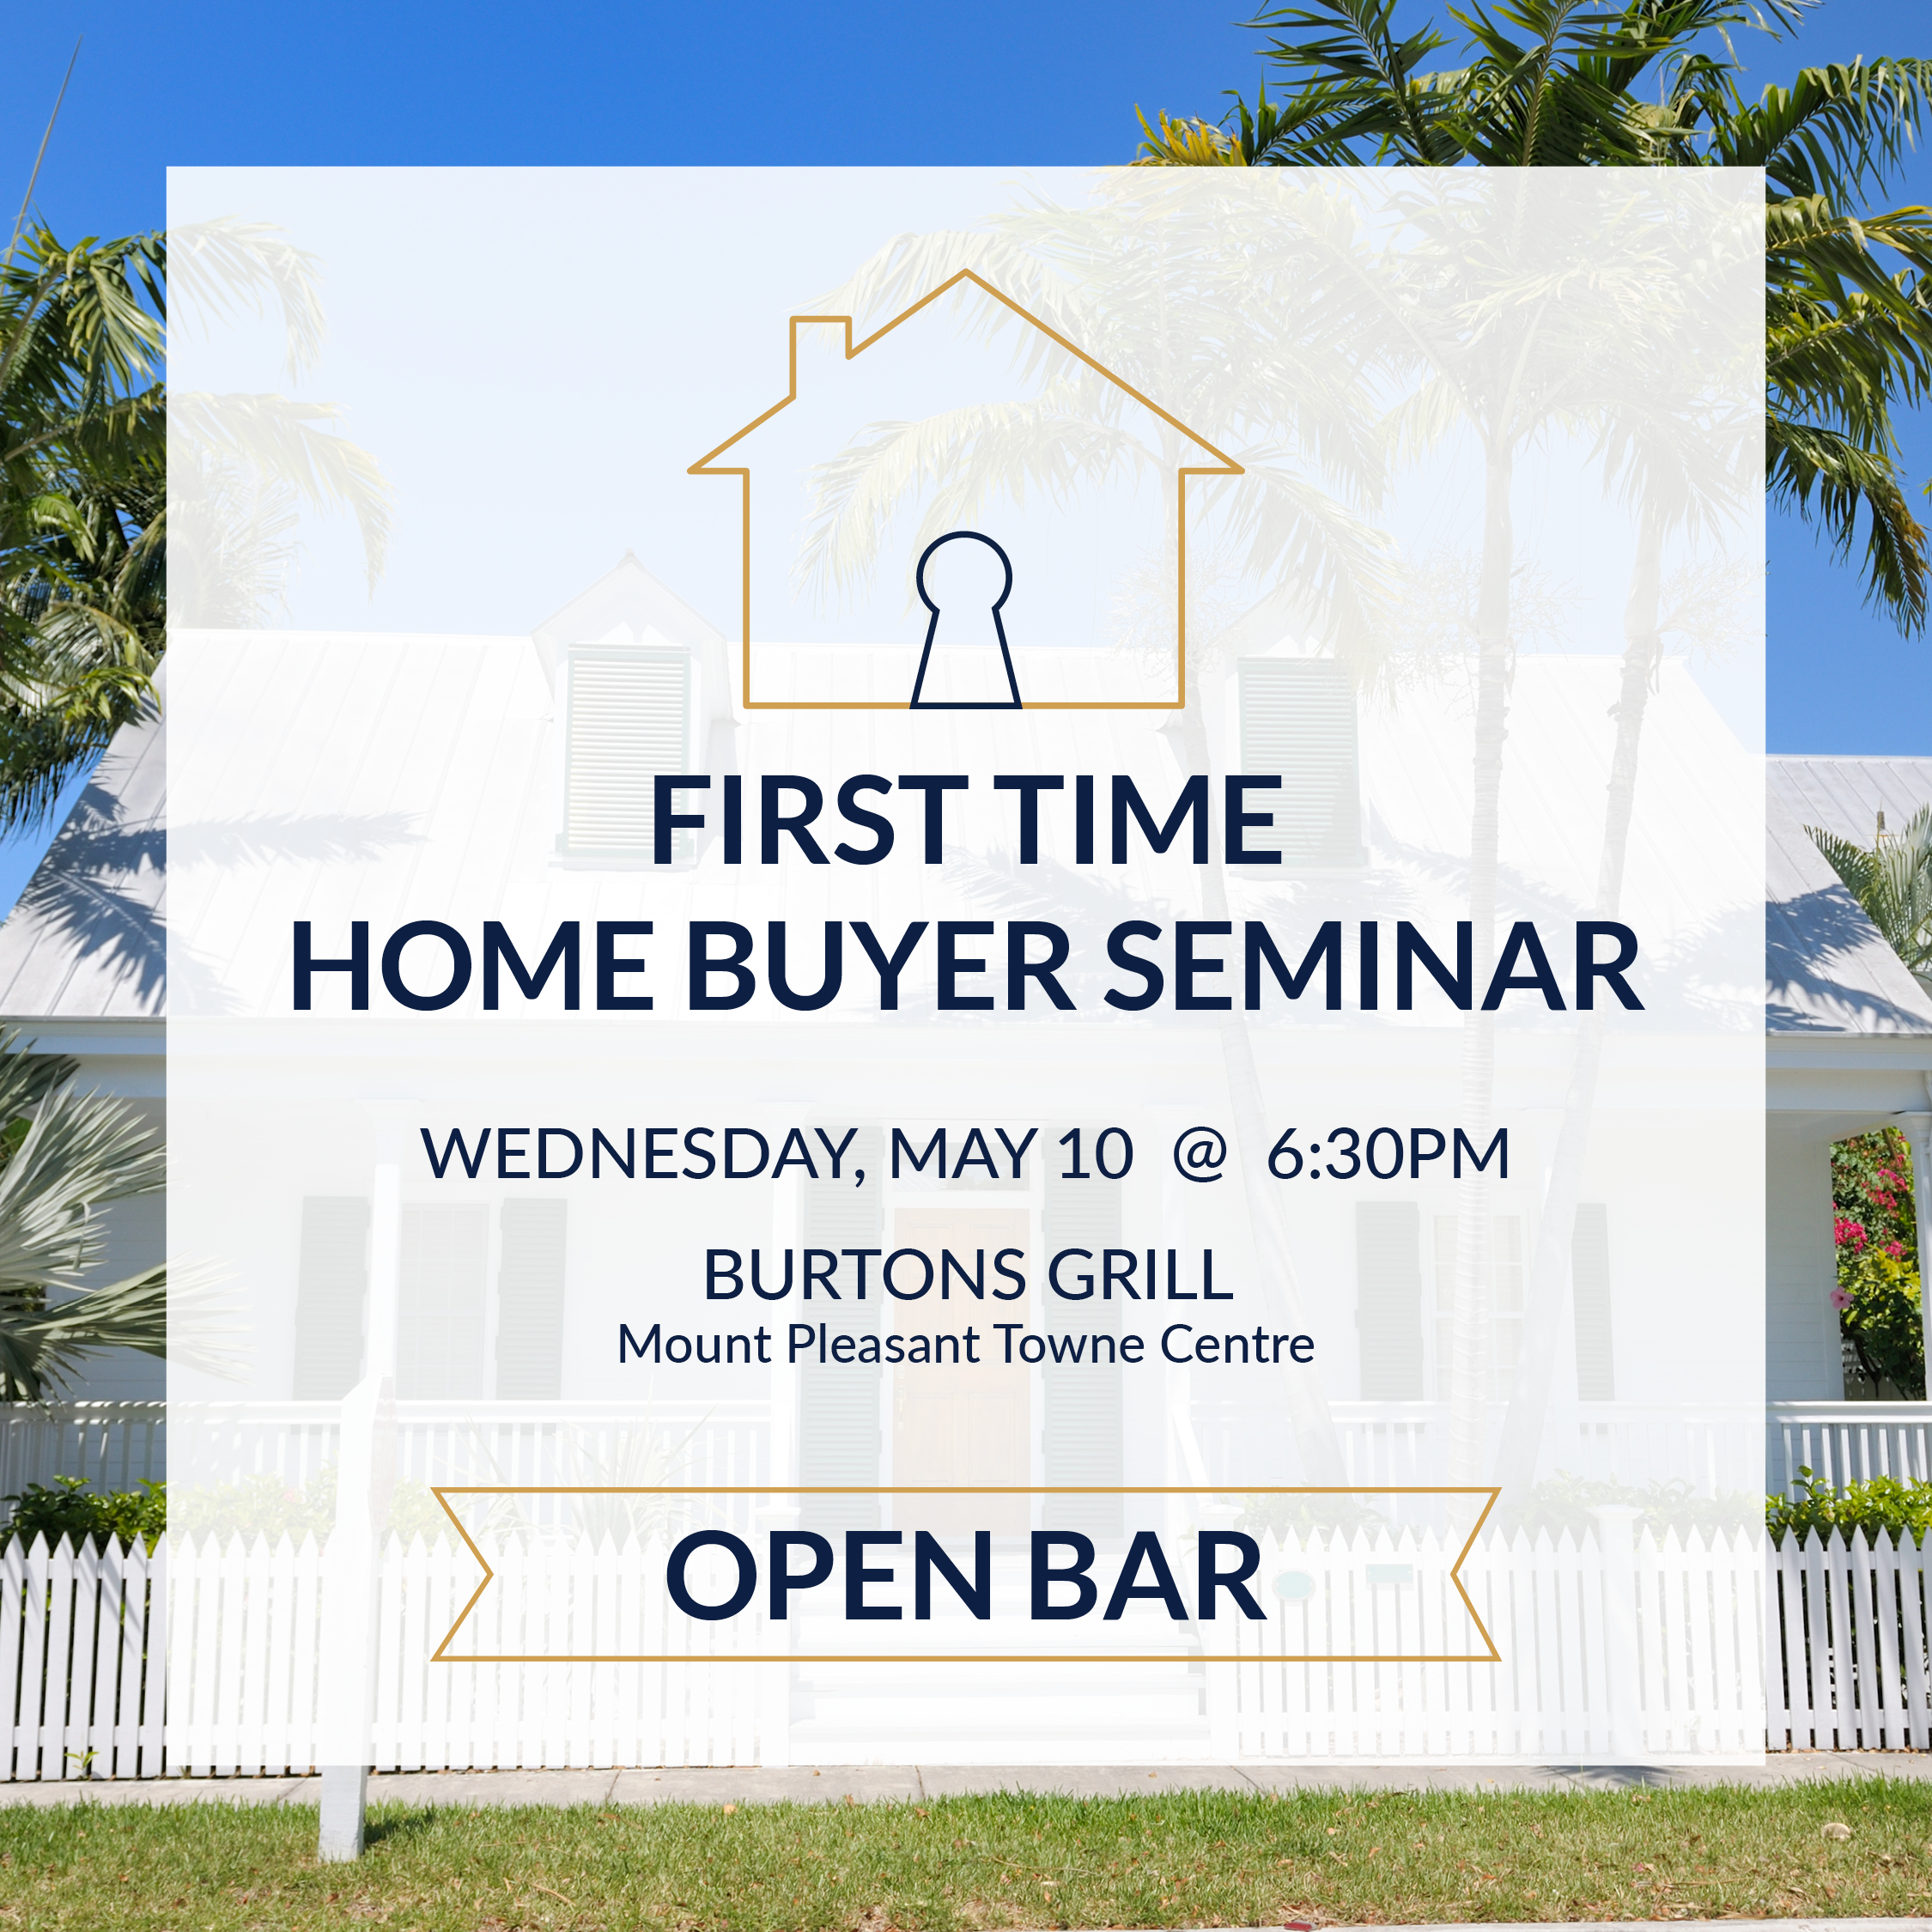 FIRST TIME
HOME BUYER SEMINAR
WEDNESDAY, MAY 10 @ 6:30PM
BURTONS GRILL
Mount Pleasant Towne Centre
OPEN BAR